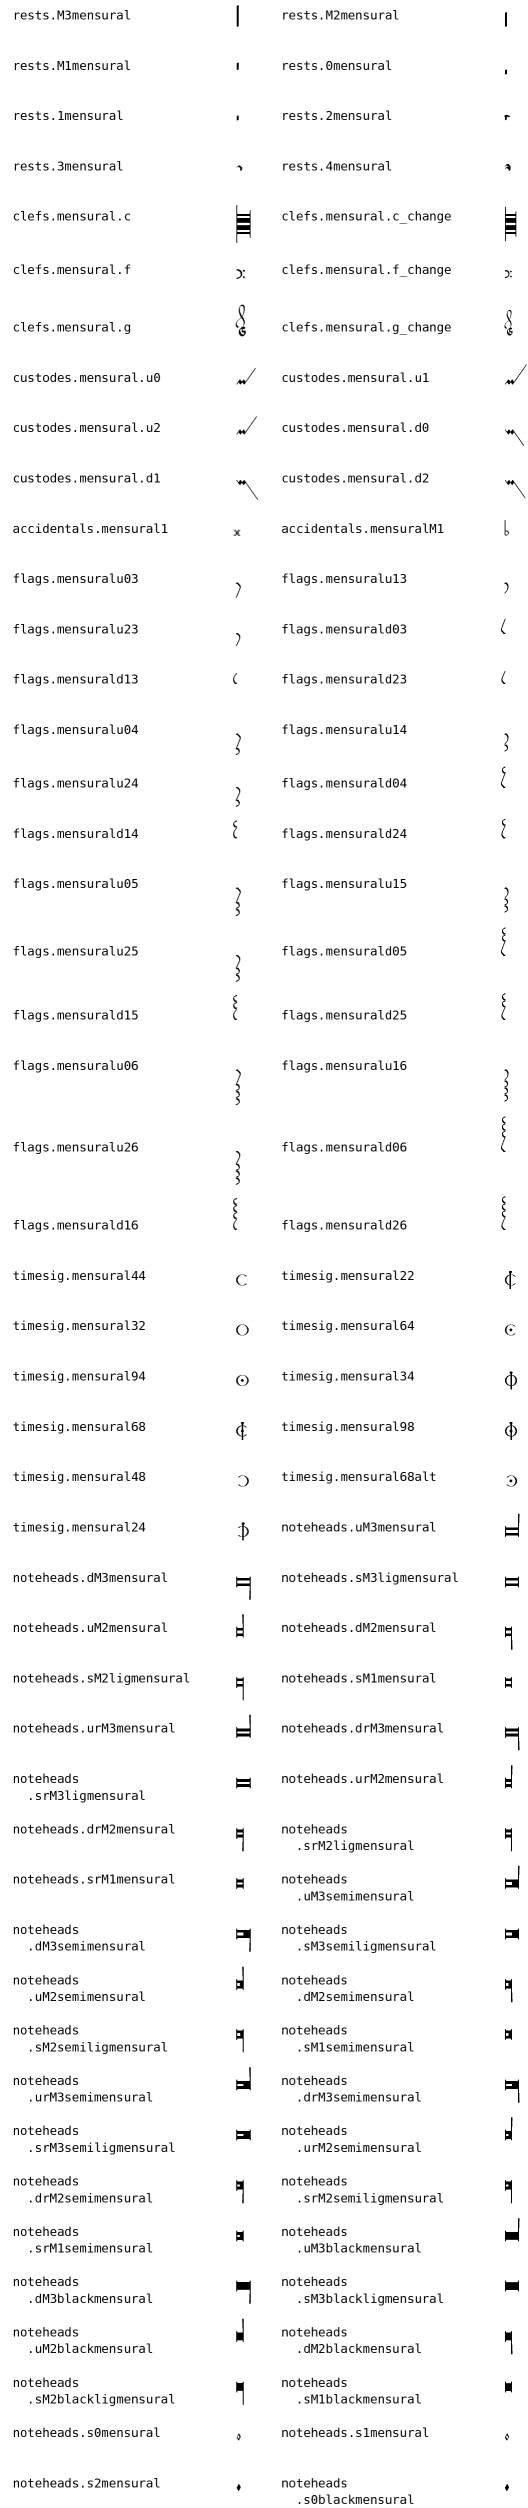 rests.M3mensural rests.M2mensural
rests.M1mensural rests.0mensural
rests.1mensural rests.2mensural
rests.3mensural rests.4mensural
clefs.mensural.c clefs.mensural.c_change
clefs.mensural.f clefs.mensural.f_change
clefs.mensural.g clefs.mensural.g_change
custodes.mensural.u0 custodes.mensural.u1
custodes.mensural.u2 custodes.mensural.d0
custodes.mensural.d1 custodes.mensural.d2
accidentals.mensural1 accidentals.mensuralM1
flags.mensuralu03 flags.mensuralu13
flags.mensuralu23 flags.mensurald03
flags.mensurald13 flags.mensurald23
flags.mensuralu04 flags.mensuralu14
flags.mensuralu24 flags.mensurald04
flags.mensurald14 flags.mensurald24
flags.mensuralu05 flags.mensuralu15
flags.mensuralu25 flags.mensurald05
flags.mensurald15 flags.mensurald25
flags.mensuralu06 flags.mensuralu16
flags.mensuralu26 flags.mensurald06
flags.mensurald16 flags.mensurald26
timesig.mensural44 timesig.mensural22
timesig.mensural32 timesig.mensural64
timesig.mensural94 timesig.mensural34
timesig.mensural68 timesig.mensural98
timesig.mensural48 timesig.mensural68alt
timesig.mensural24 noteheads.uM3mensural
noteheads.dM3mensural noteheads.sM3ligmensural
noteheads.uM2mensural noteheads.dM2mensural
noteheads.sM2ligmensural noteheads.sM1mensural
noteheads.urM3mensural noteheads.drM3mensural
noteheads noteheads.urM2mensural
.srM3ligmensural
noteheads.drM2mensural noteheads
.srM2ligmensural
noteheads.srM1mensural noteheads
.uM3semimensural
noteheads noteheads
.dM3semimensural .sM3semiligmensural
noteheads noteheads
.uM2semimensural .dM2semimensural
noteheads noteheads
.sM2semiligmensural .sM1semimensural
noteheads noteheads
.urM3semimensural .drM3semimensural
noteheads noteheads
.srM3semiligmensural .urM2semimensural
noteheads noteheads
.drM2semimensural .srM2semiligmensural
noteheads noteheads
.srM1semimensural .uM3blackmensural
noteheads noteheads
.dM3blackmensural .sM3blackligmensural
noteheads noteheads
.uM2blackmensural .dM2blackmensural
noteheads noteheads
.sM2blackligmensural .sM1blackmensural
noteheads.s0mensural noteheads.s1mensural
noteheads.s2mensural noteheads
.s0blackmensural